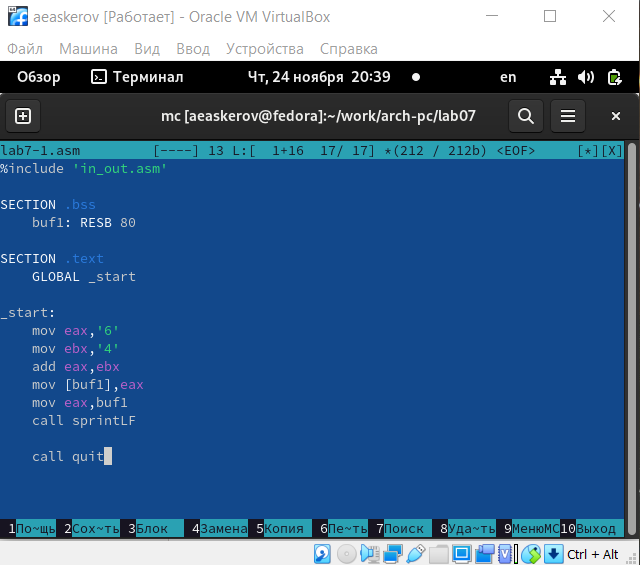 aeaskerov [Работает] - Oracle VM VirtualBox
Файл Машина Вид Ввод Устройства Справка
Обзор Терминал Чт, 24 ноября 20:39 en
mc [aeaskerov@fedora]:~/work/arch-pc/lab07
lab7-1.asm [----] 13 L:[ 1+16 17/ 17] *(212 / 212b) <EOF> [*][X]
%include 'in_out.asm'
SECTION .bss
buf1: RESB 80
SECTION .text
GLOBAL _start
_start:
mov eax,'6'
mov ebx,'4'
add eax,ebx
mov [buf1],eax
mov eax,buf1
call sprintLF
call quit
1По~щь 2Сох~ть 3Блок 4Замена 5Копия 6Пе~ть 7Поиск 8Уда~ть 9МенюMC 10Выход
Ctrl + Alt